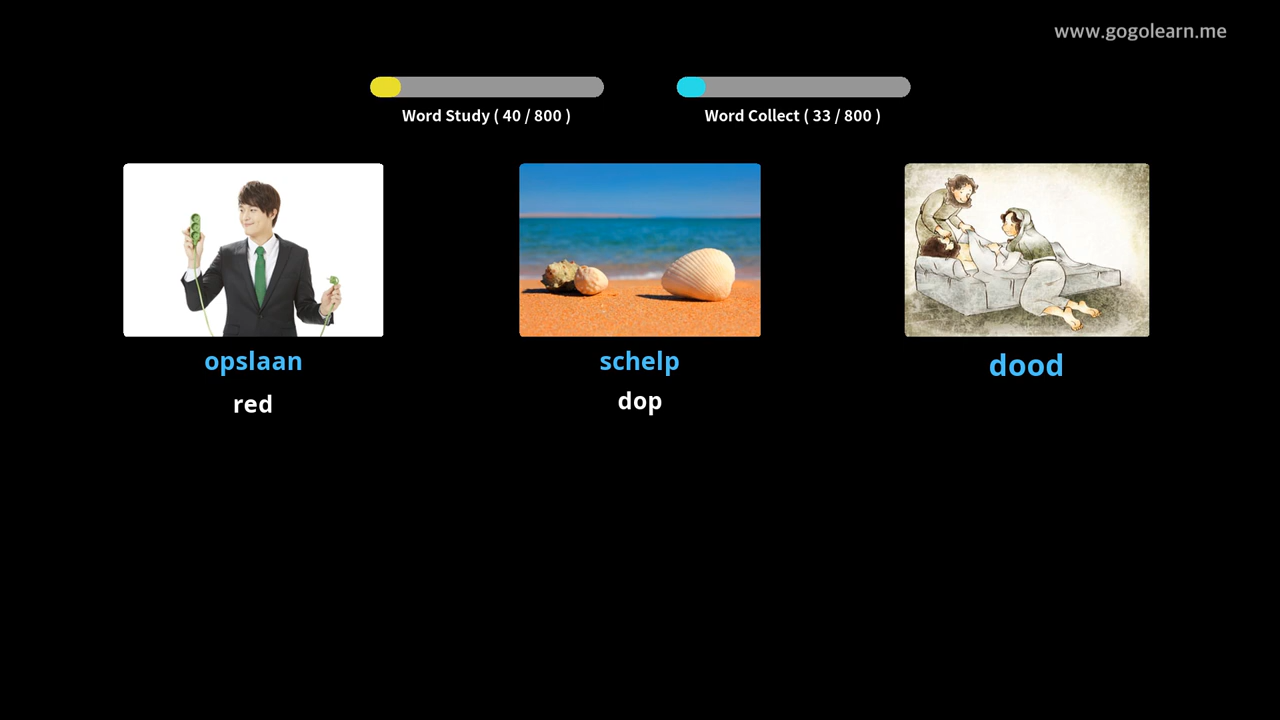 www.gogolearn.me
Word Study ( 40 / 800 )
Word Collect ( 33 / 800 )
opslaan
red
schelp
dop
dood